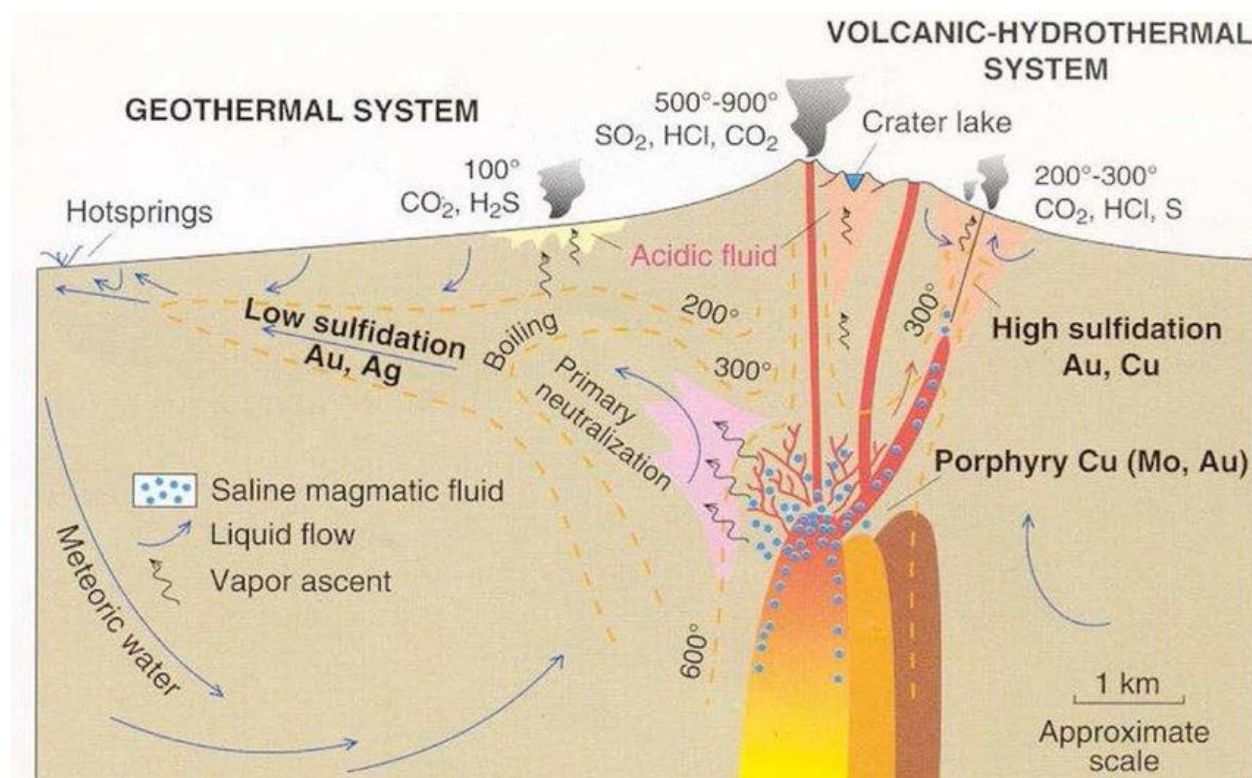 VOLCANIC-HYDROTHERMAL
SYSTEM
GEOTHERMAL SYSTEM
500°-900°
SO₂, HCl, CO₂
Crater lake
100°
CO₂, H₂S
200°-300°
CO₂, HCl, S
Hotsprings
Acidic fluid
Low sulfidation
Au, Ag
Boiling
200°
300°
300°
High sulfidation
Au, Cu
Primary
neutralization
Porphyry Cu (Mo, Au)
Saline magmatic fluid
Liquid flow
Vapor ascent
Meteoric water
600°
1 km
Approximate
scale